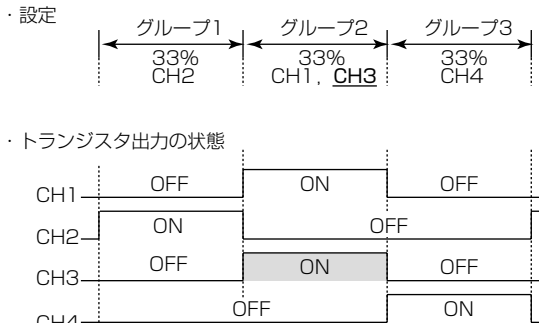 ・設定
グループ1 グループ2 グループ3
33% 33% 33%
CH2 CH1, CH3 CH4
・トランジスタ出力の状態
CH1 OFF ON OFF
CH2 ON OFF
CH3 OFF ON OFF
CH4 OFF ON